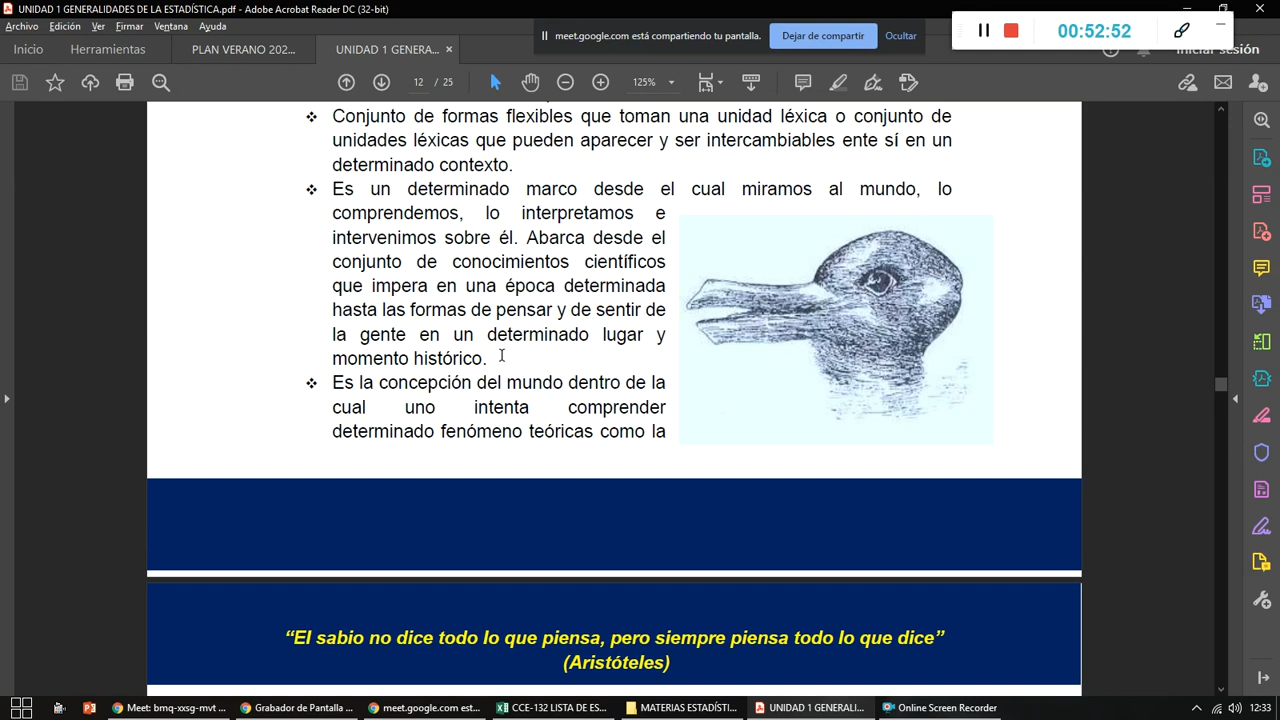 UNIDAD 1 GENERALIDADES DE LA ESTADÍSTICA.pdf - Adobe Acrobat Reader DC (32-bit)
Archivo Edición Ver Firmar Ventana Ayuda
Inicio Herramientas PLAN VERANO 202... UNIDAD 1 GENERA... ×
meet.google.com está compartiendo tu pantalla. Dejar de compartir Ocultar
00:52:52
Iniciar sesión
12 / 25 125%
❖ Conjunto de formas flexibles que toman una unidad léxica o conjunto de
unidades léxicas que pueden aparecer y ser intercambiables ente sí en un
determinado contexto.
❖ Es un determinado marco desde el cual miramos al mundo, lo
comprendemos, lo interpretamos e
intervenimos sobre él. Abarca desde el
conjunto de conocimientos científicos
que impera en una época determinada
hasta las formas de pensar y de sentir de
la gente en un determinado lugar y
momento histórico.
❖ Es la concepción del mundo dentro de la
cual uno intenta comprender
determinado fenómeno teóricas como la
“El sabio no dice todo lo que piensa, pero siempre piensa todo lo que dice”
(Aristóteles)
Meet: bmq-xxsg-mvt ... Grabador de Pantalla ... meet.google.com est... CCE-132 LISTA DE ES... MATERIAS ESTADÍSTI... UNIDAD 1 GENERALI... Online Screen Recorder 12:33